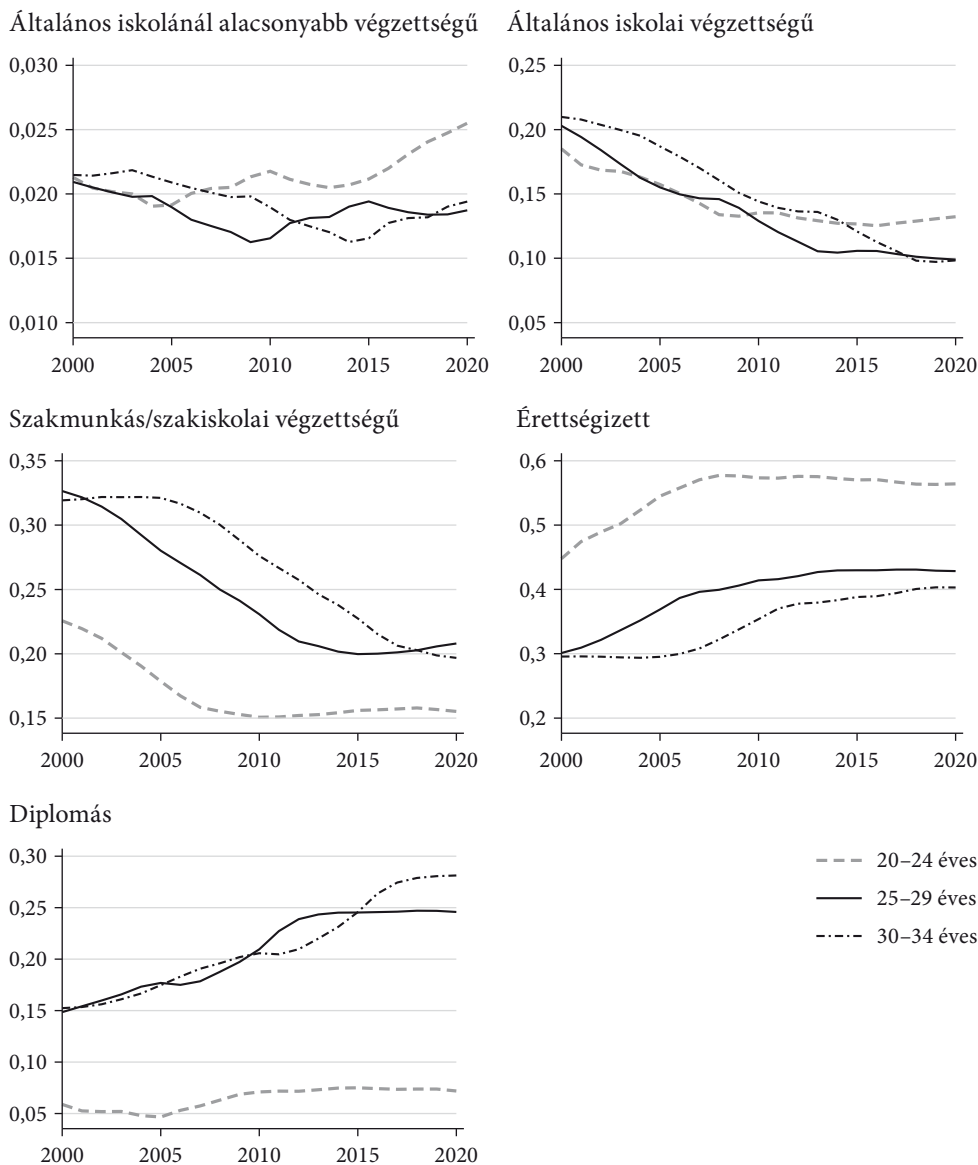 Általános iskolánál alacsonyabb végzettségű
0,030
0,025
0,020
0,015
0,010
2000 2005 2010 2015 2020
Általános iskolai végzettségű
0,25
0,20
0,15
0,10
0,05
2000 2005 2010 2015 2020
Szakmunkás/szakiskolai végzettségű
0,35
0,30
0,25
0,20
0,15
2000 2005 2010 2015 2020
Érettségizett
0,6
0,5
0,4
0,3
0,2
2000 2005 2010 2015 2020
Diplomás
0,30
0,25
0,20
0,15
0,10
0,05
2000 2005 2010 2015 2020
20–24 éves
25–29 éves
30–34 éves